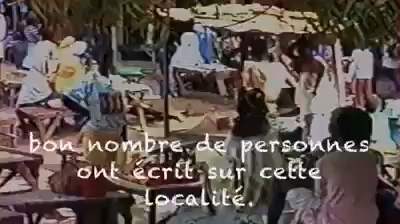 bon nombre de personnes
ont écrit sur cette
localité.